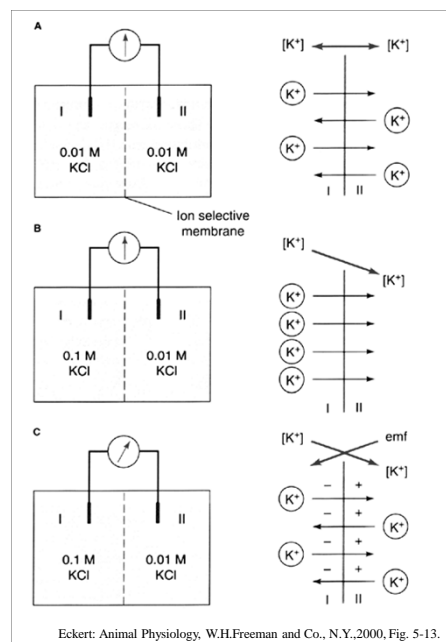 A
[K⁺] [K⁺]
I II
0.01 M 0.01 M
KCl KCl
K⁺
K⁺
K⁺
K⁺
I II
Ion selective
membrane
B
[K⁺]
[K⁺]
I II
0.1 M 0.01 M
KCl KCl
K⁺
K⁺
K⁺
K⁺
I II
C
[K⁺] emf
[K⁺]
I II
0.1 M 0.01 M
KCl KCl
− +
K⁺
− +
K⁺
− +
K⁺
− +
K⁺
I II
Eckert: Animal Physiology, W.H.Freeman and Co., N.Y.,2000, Fig. 5-13.